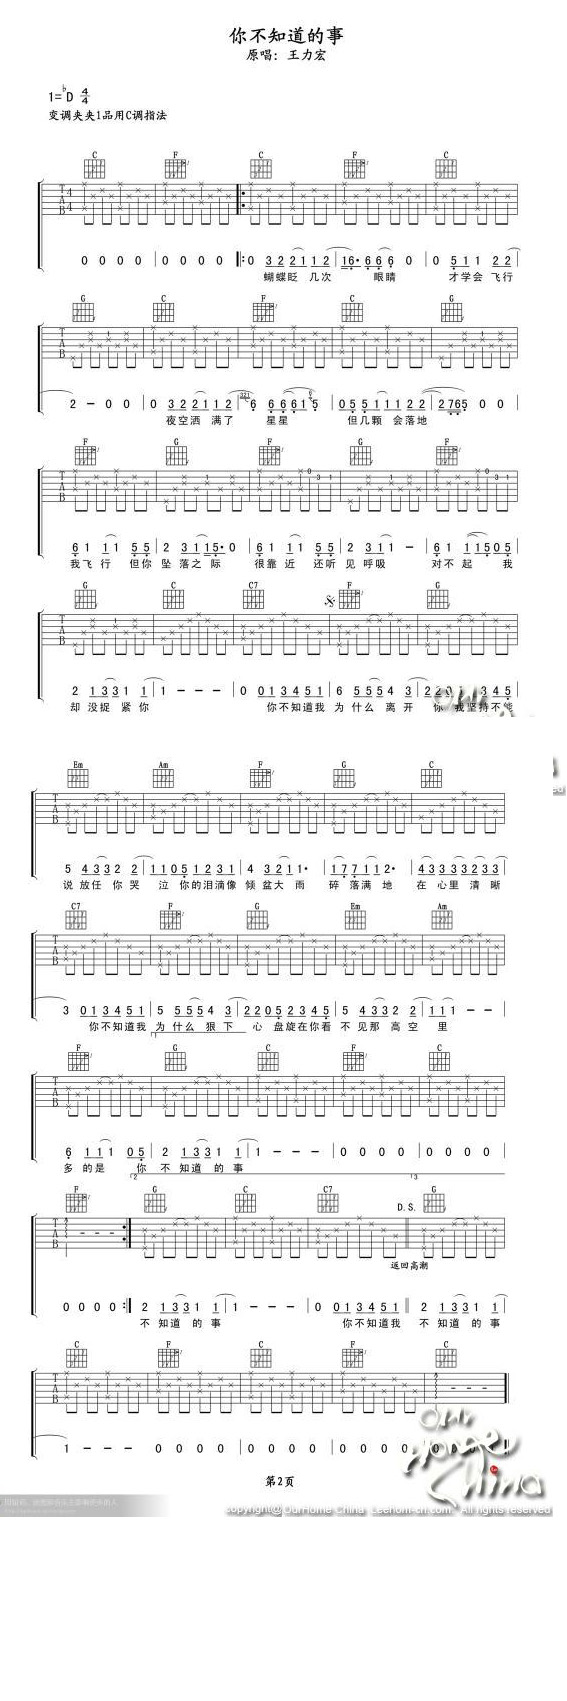 你不知道的事
原唱：王力宏
1=♭D 4/4
变调夹夹1品用C调指法
C F C F C
T A B 4 4
0 0 0 0 0 0 0 0 0 3 2 2 1 1 2 1 6 6 6 6 0 0 5 1 1 2 2
蝴蝶眨 几次 眼睛 才学会 飞行
G C F C G
T A B
2 - 0 0 0 3 2 2 1 1 2 6 6 6 6 1 5 0 5 5 1 1 2 2 2 7 6 5 0 0
夜空洒 满了 星星 但几颗 会落地
F G F G F
T A B
6 1 1 1 5 5 2 3 1 1 5 0 6 1 1 1 5 5 2 3 1 1 - 6 1 1 1 5 0 5
我飞行 但你 坠落之际 很靠近 还听 见呼吸 对不起 我
G C C7 F G
T A B
2 1 3 3 1 1 1 - - - 0 0 1 3 4 5 1 6 5 5 5 4 3 2 2 0 1 3 4 5
却没捉 紧你 你不知道我 为什么 离开 你 我坚持不能
Em Am F G C
T A B
5 4 3 3 2 2 1 1 0 5 1 2 3 1 4 3 2 1 1 1 7 7 1 1 2 4 3 3 3 3 2 3 3
说放任 你哭 泣 你的泪滴像 倾盆大 雨 碎 落满 地 在 心里 清晰
C7 F G Em Am
T A B
3 0 1 3 4 5 1 5 5 5 5 4 3 2 2 0 5 2 3 4 5 5 4 3 3 2 2 1 1 1 - -
你不知道我 为什么 狠下 心 盘旋在你看 不见那 高空 里
1
F G C F C
T A B
6 1 1 1 0 5 2 1 3 3 1 1 1 - - - 0 0 0 0 0 0 0 0
多的是 你 不知道的事
2 3
F G C C7 D.S. G
T A B
返回高潮
0 0 0 0 2 1 3 3 1 1 1 - - - 0 0 1 3 4 5 1 2 1 3 3 1 1
不知道 的事 你不知道我 不知道 的事
C F C F C
T A B
1 - - - 0 0 0 0 0 0 0 0 0 0 0 0
Our Home China
第2页
copyright@ OurHome China Leehom-cn.com. All rights reserved